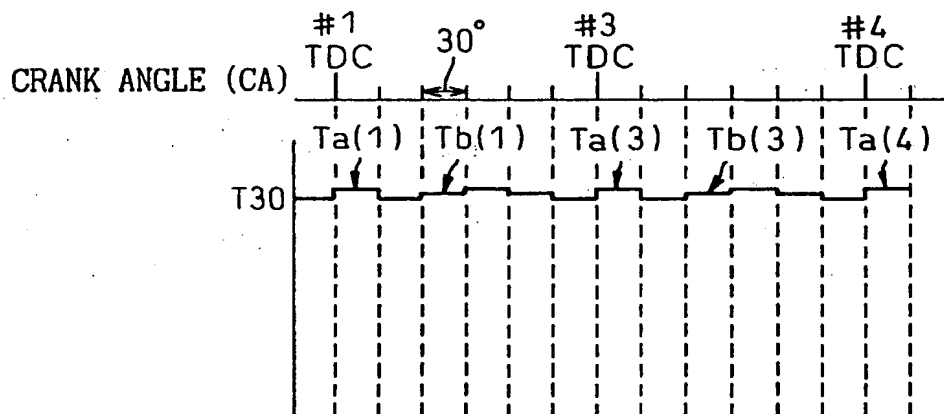 #1 TDC
30°
#3 TDC
#4 TDC
CRANK ANGLE (CA)
Ta(1)
Tb(1)
Ta(3)
Tb(3)
Ta(4)
T30